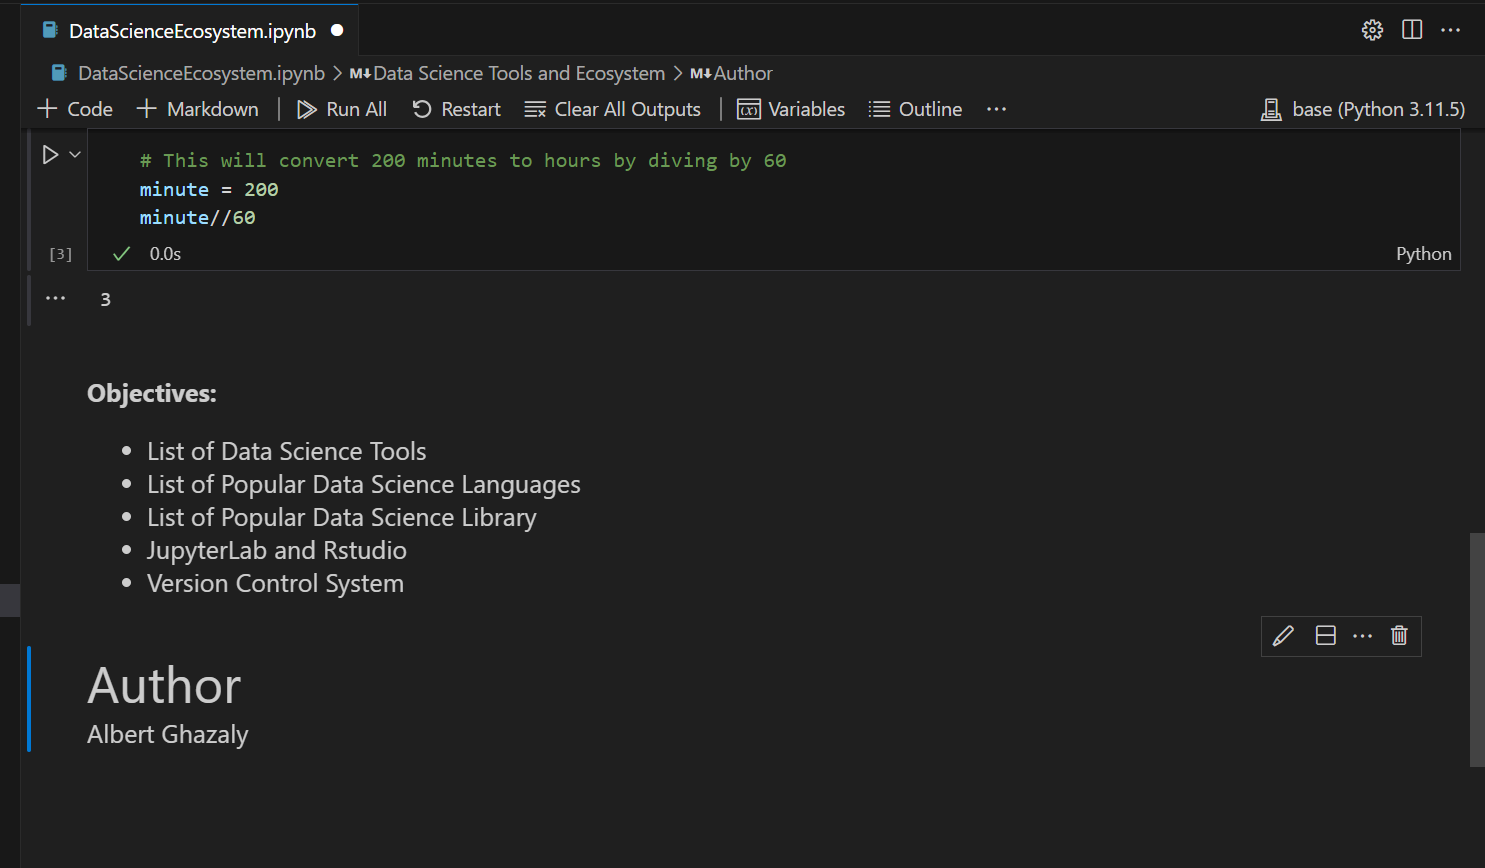 DataScienceEcosystem.ipynb
DataScienceEcosystem.ipynb > M↓Data Science Tools and Ecosystem > M↓Author
+ Code + Markdown | Run All Restart Clear All Outputs | (x) Variables Outline ... base (Python 3.11.5)
# This will convert 200 minutes to hours by diving by 60
minute = 200
minute//60
[3] ✓ 0.0s Python
... 3
Objectives:
• List of Data Science Tools
• List of Popular Data Science Languages
• List of Popular Data Science Library
• JupyterLab and Rstudio
• Version Control System
Author
Albert Ghazaly